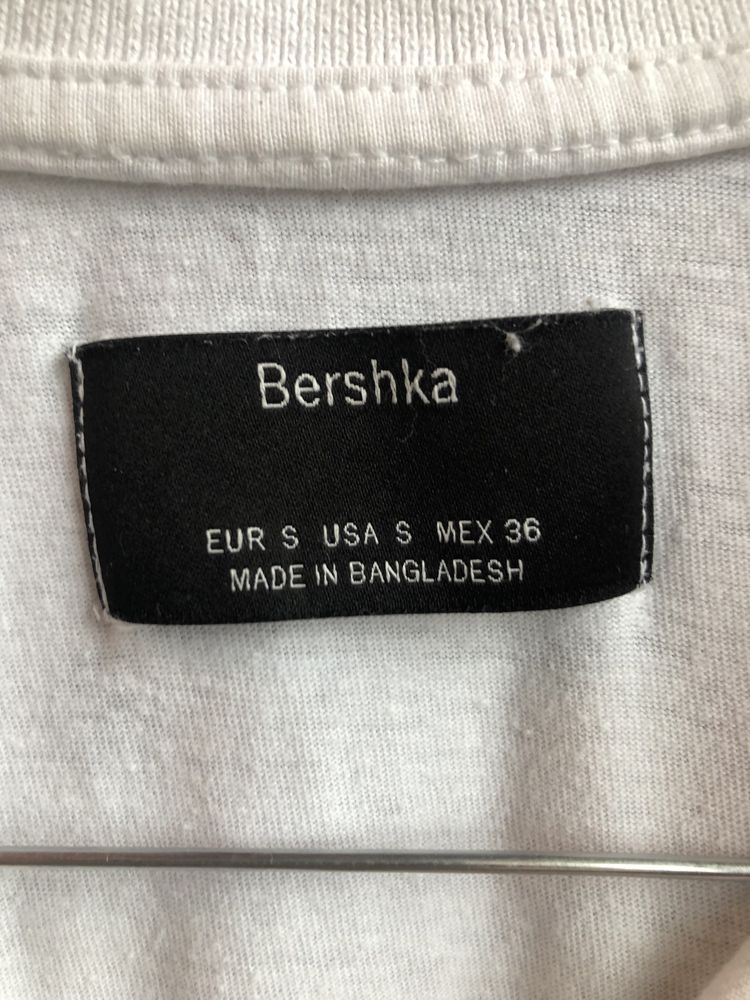 Bershka
EUR S USA S MEX 36
MADE IN BANGLADESH